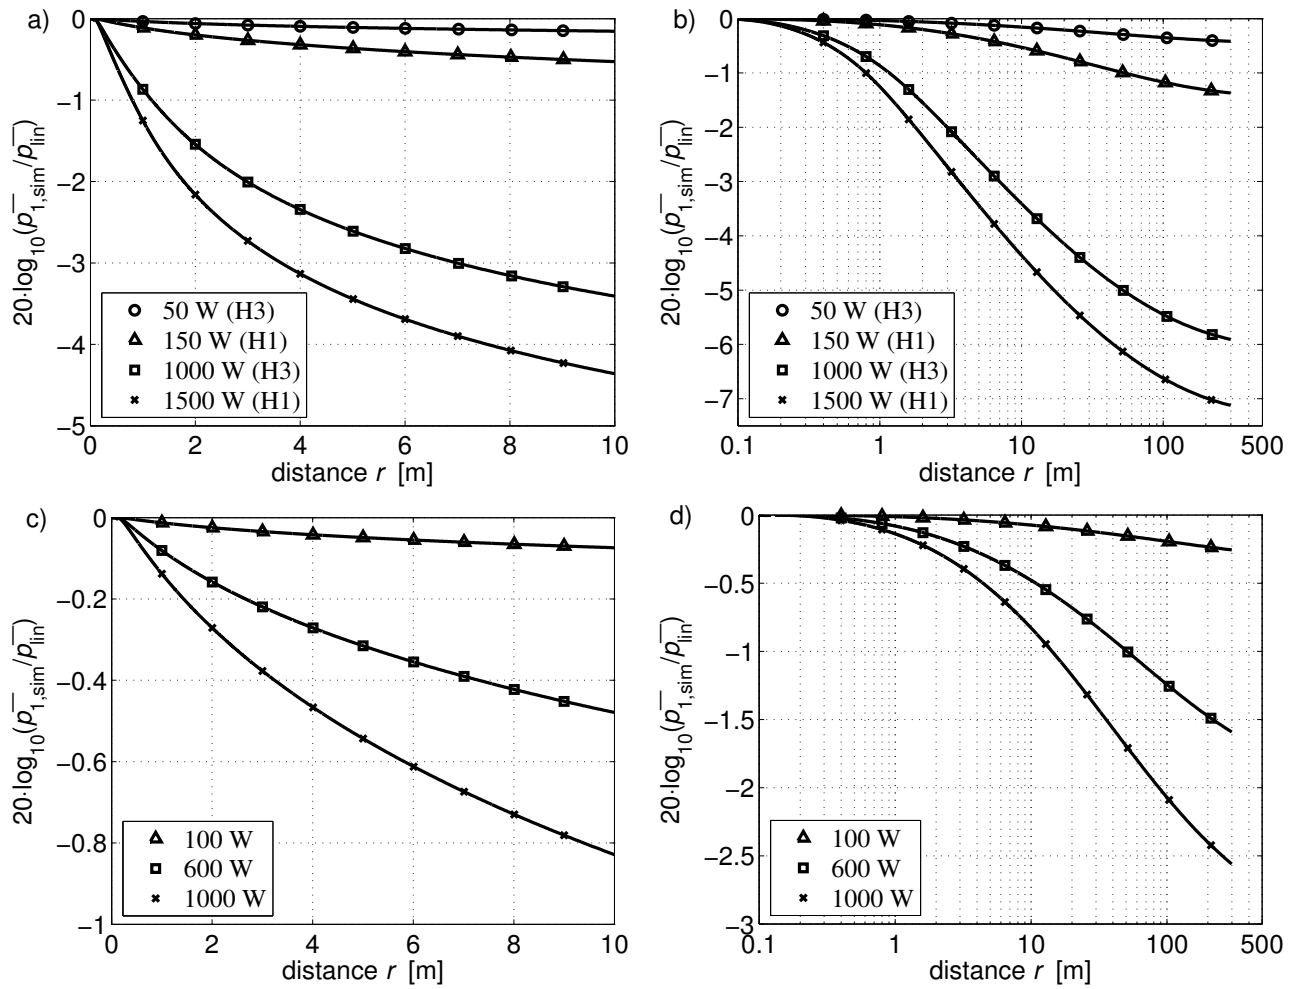 a)
0
−1
−2
−3
−4
−5
0 2 4 6 8 10
20·log10(p1,sim/plin)
distance r [m]
50 W (H3)
150 W (H1)
1000 W (H3)
1500 W (H1)
b)
0
−1
−2
−3
−4
−5
−6
−7
0.1 1 10 100 500
20·log10(p1,sim/plin)
distance r [m]
50 W (H3)
150 W (H1)
1000 W (H3)
1500 W (H1)
c)
0
−0.2
−0.4
−0.6
−0.8
−1
0 2 4 6 8 10
20·log10(p1,sim/plin)
distance r [m]
100 W
600 W
1000 W
d)
0
−0.5
−1
−1.5
−2
−2.5
−3
0.1 1 10 100 500
20·log10(p1,sim/plin)
distance r [m]
100 W
600 W
1000 W